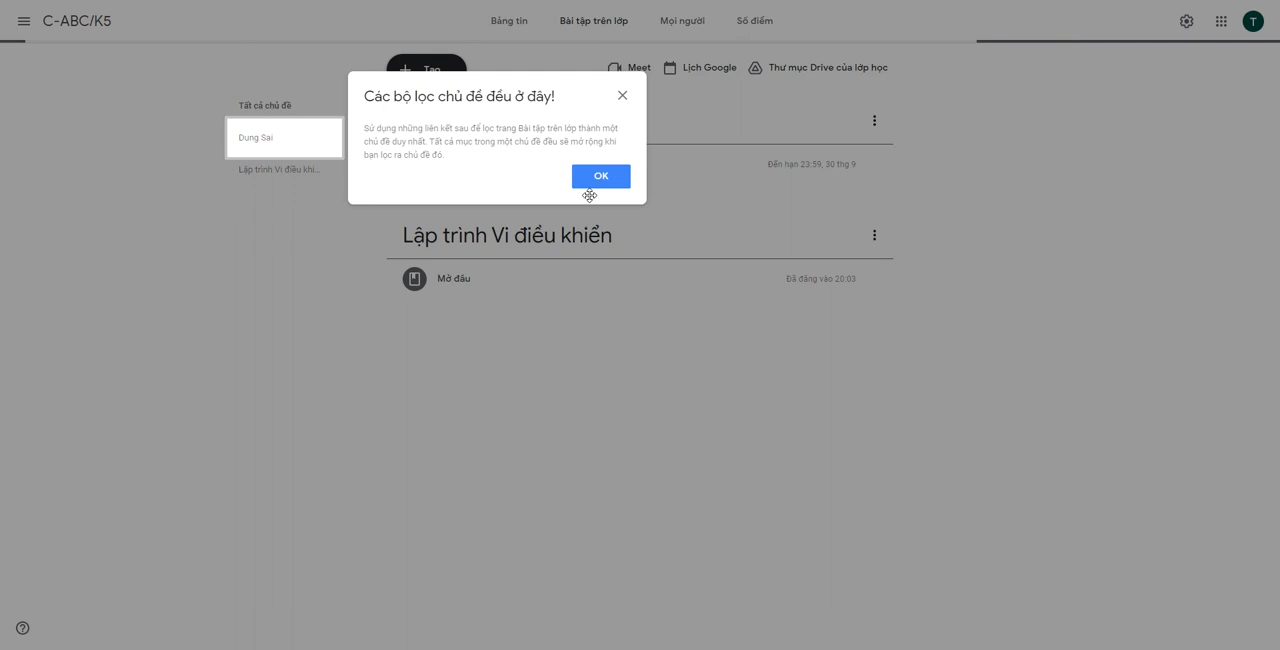 C-ABC/K5
Bảng tin
Bài tập trên lớp
Mọi người
Số điểm
T
Tạo
Meet
Lịch Google
Thư mục Drive của lớp học
Tất cả chủ đề
Dung Sai
Lập trình Vi điều khi...
Các bộ lọc chủ đề đều ở đây!
Sử dụng những liên kết sau để lọc trang Bài tập trên lớp thành một
chủ đề duy nhất. Tất cả mục trong một chủ đề đều sẽ mở rộng khi
bạn lọc ra chủ đề đó.
OK
Đến hạn 23:59, 30 thg 9
Lập trình Vi điều khiển
Mở đầu
Đã đăng vào 20:03